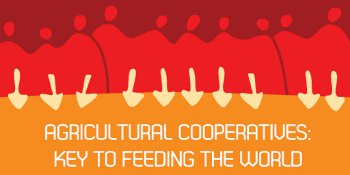 AGRICULTURAL COOPERATIVES:
KEY TO FEEDING THE WORLD